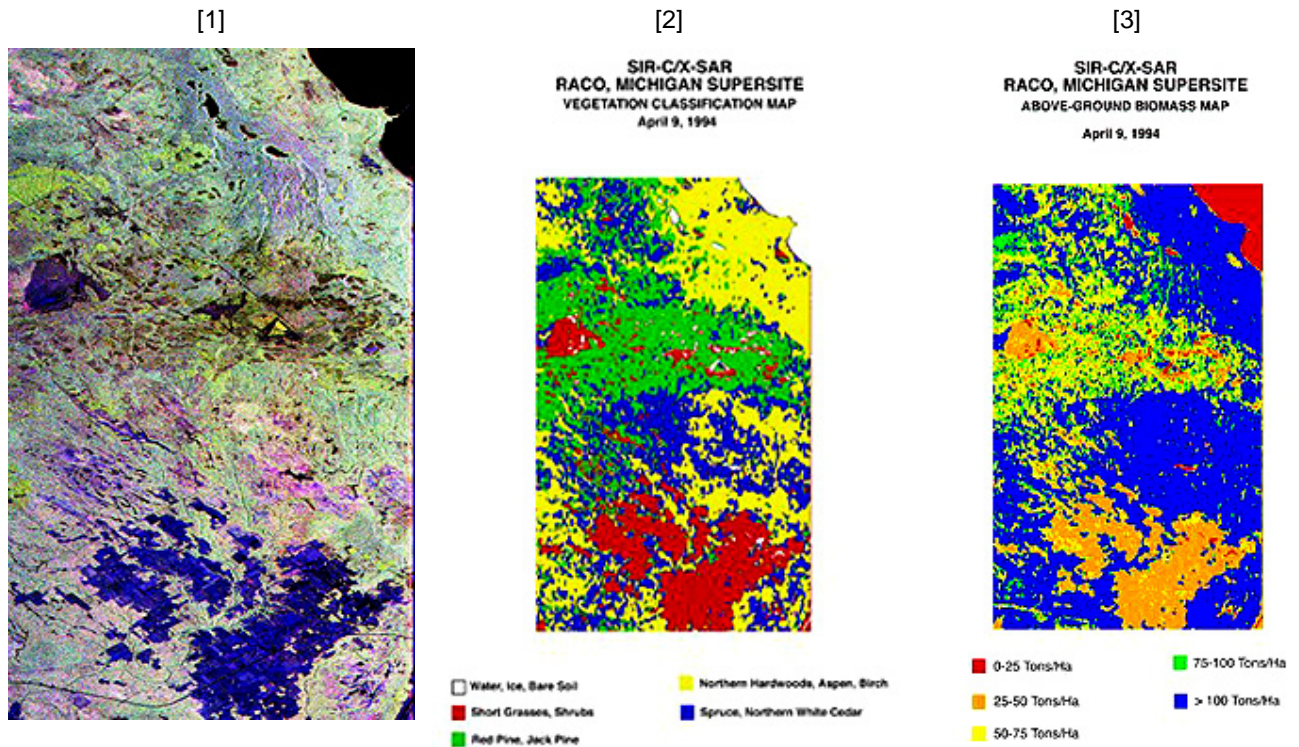 [1]
[2]
[3]
SIR-C/X-SAR
RACO, MICHIGAN SUPERSITE
VEGETATION CLASSIFICATION MAP
April 9, 1994
SIR-C/X-SAR
RACO, MICHIGAN SUPERSITE
ABOVE-GROUND BIOMASS MAP
April 9, 1994
Water, Ice, Bare Soil
Short Grasses, Shrubs
Red Pine, Jack Pine
Northern Hardwoods, Aspen, Birch
Spruce, Northern White Cedar
0-25 Tons/Ha
25-50 Tons/Ha
50-75 Tons/Ha
75-100 Tons/Ha
> 100 Tons/Ha